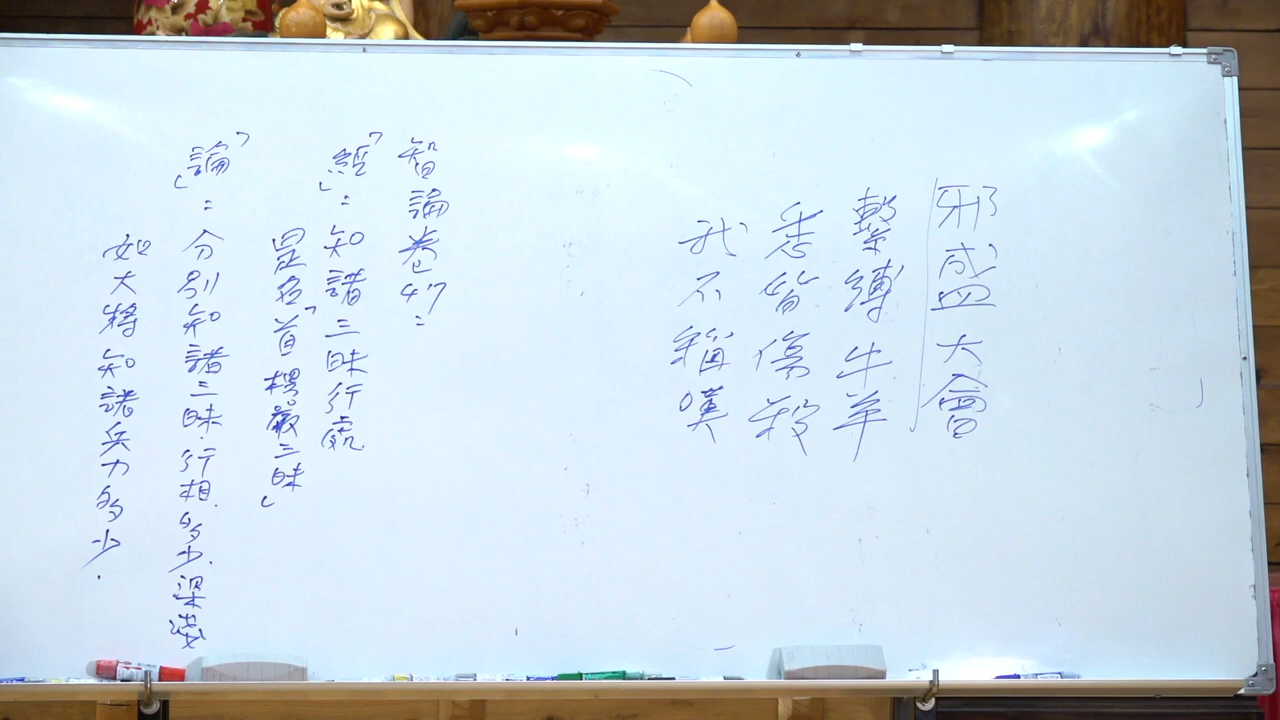 邪盛大會
繫縛牛羊
悉皆傷殺
我不稱嘆
智論卷47:
「經」:知諸三昧行處.
是名「首楞嚴三昧」
「論」:分別知諸三昧.行相.多少.深淺
如大將知諸兵力多少.